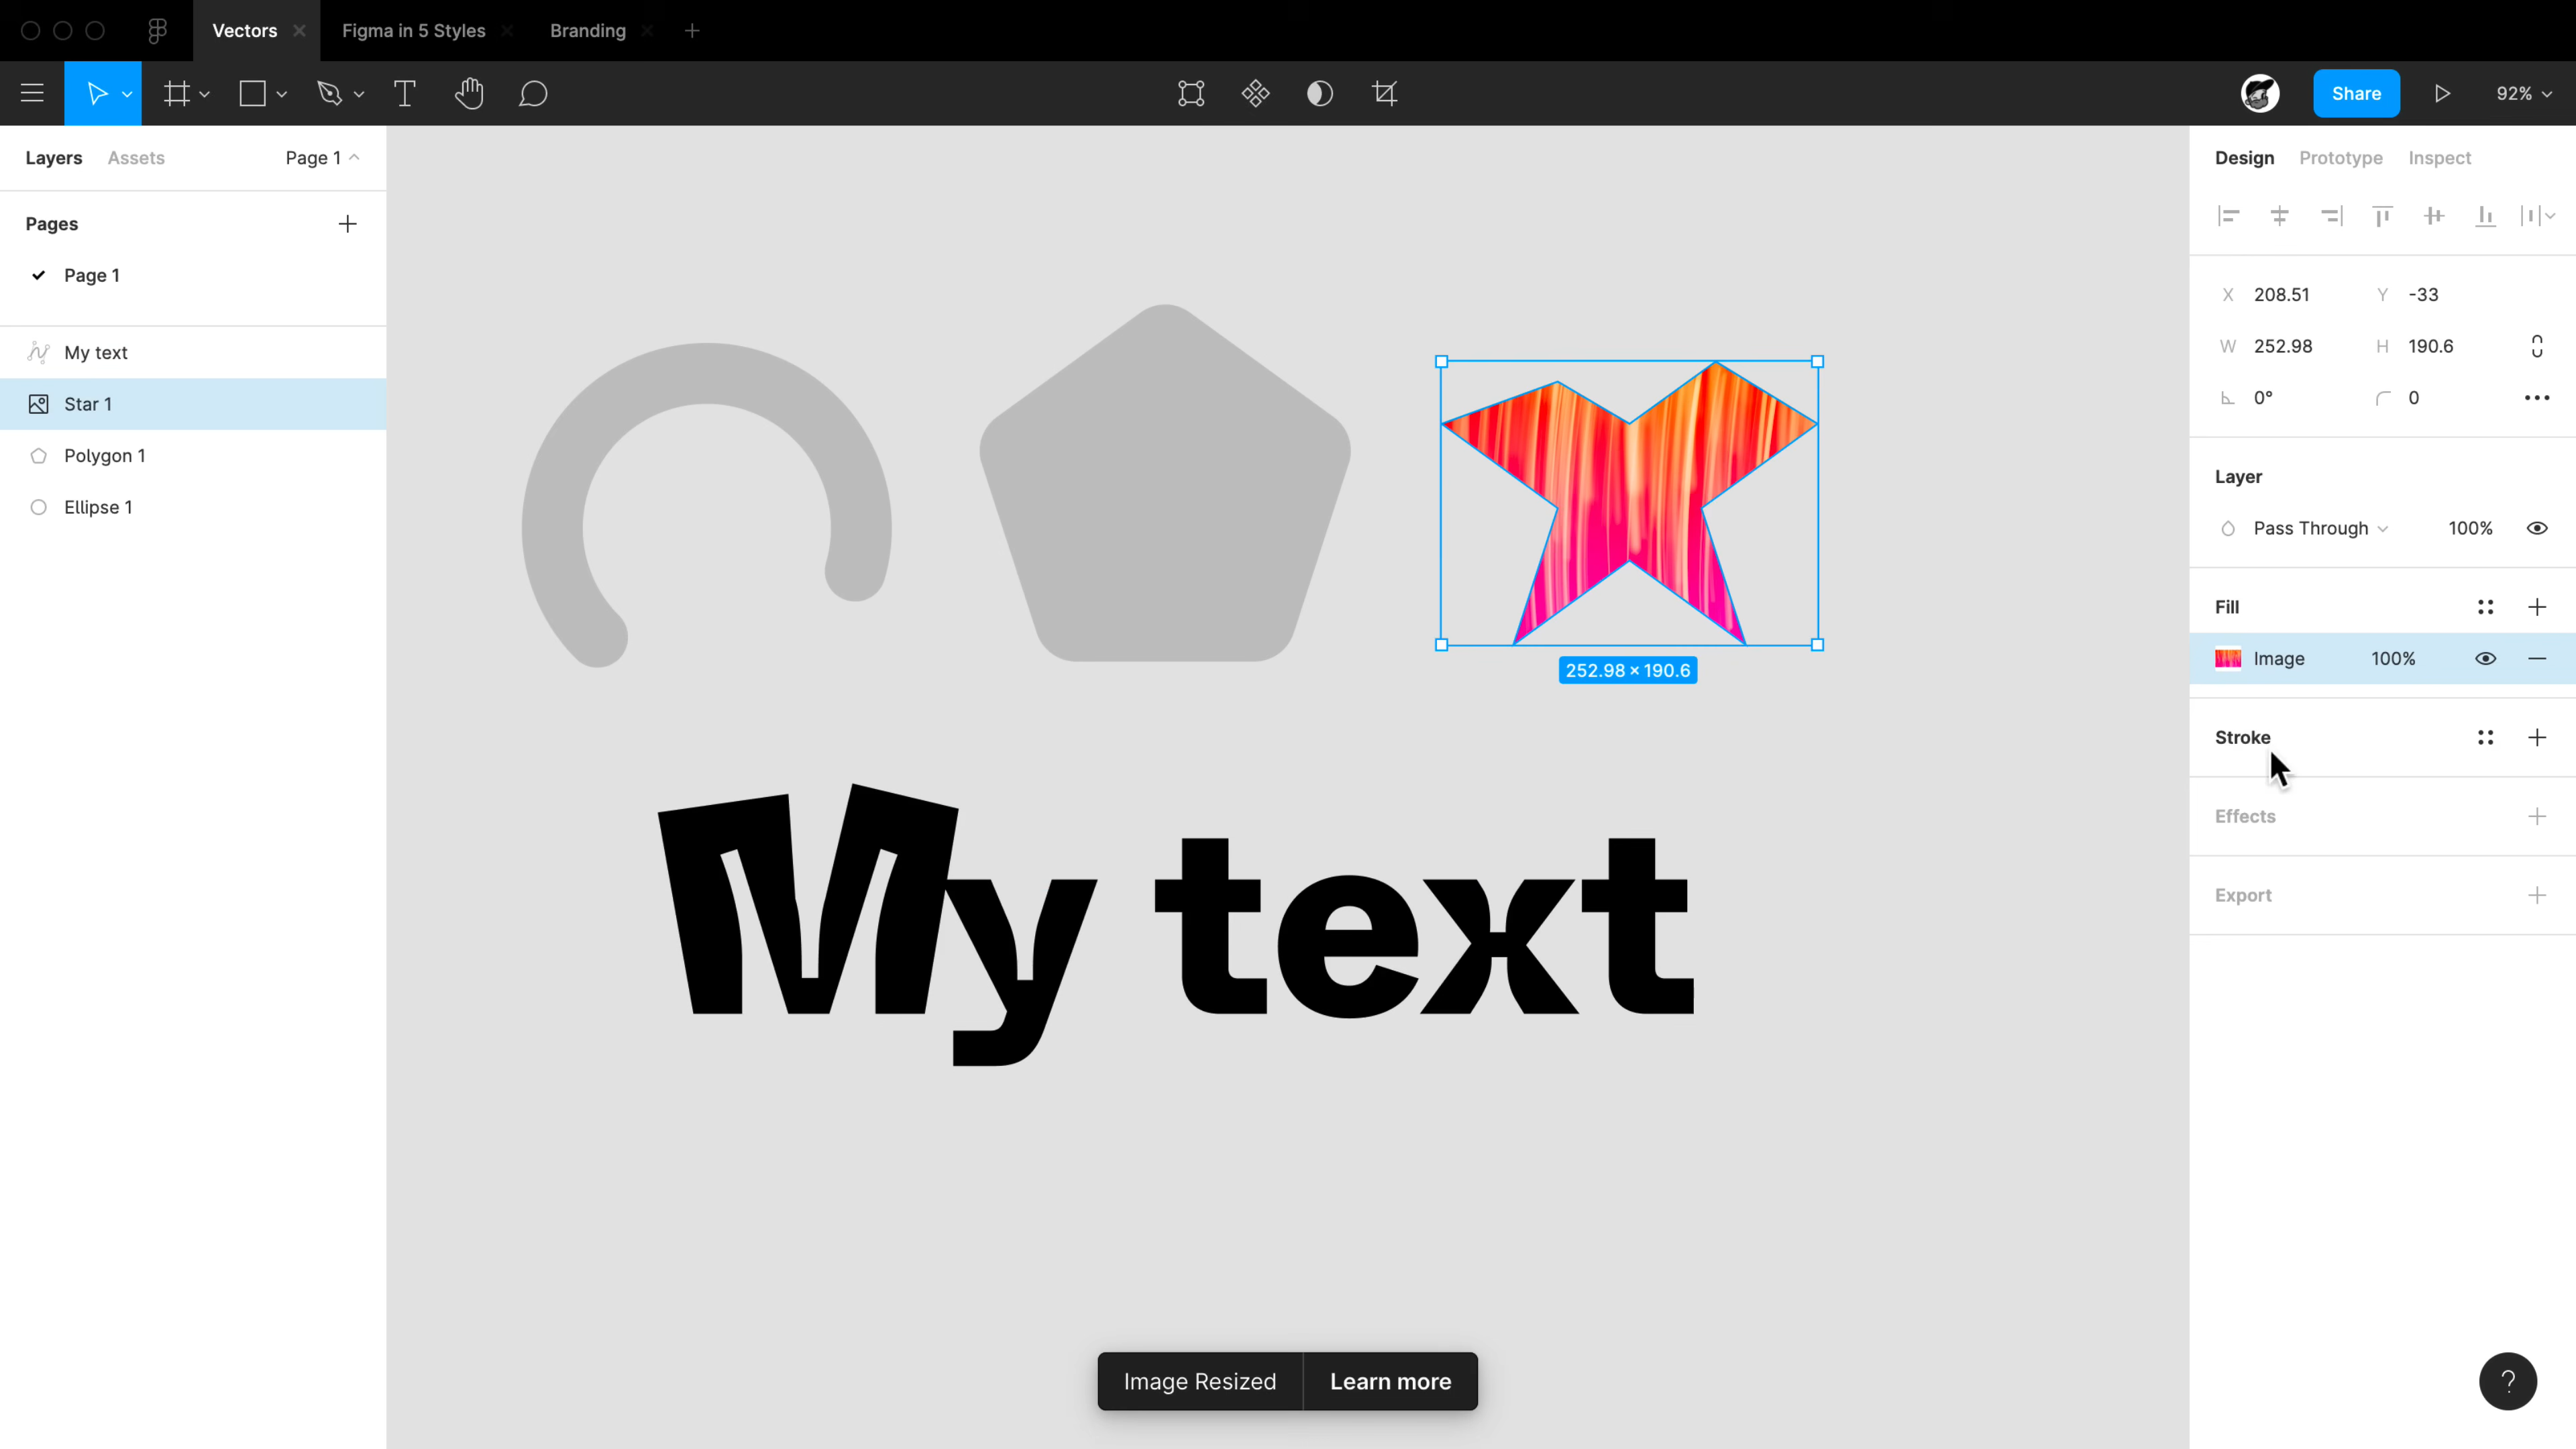 Vectors
Figma in 5 Styles
Branding
Share
92%
Layers
Assets
Page 1
Pages
Page 1
My text
Star 1
Polygon 1
Ellipse 1
252.98 × 190.6
My text
Image Resized
Learn more
Design
Prototype
Inspect
X 208.51 Y -33
W 252.98 H 190.6
0° 0
Layer
Pass Through 100%
Fill
Image 100%
Stroke
Effects
Export
?